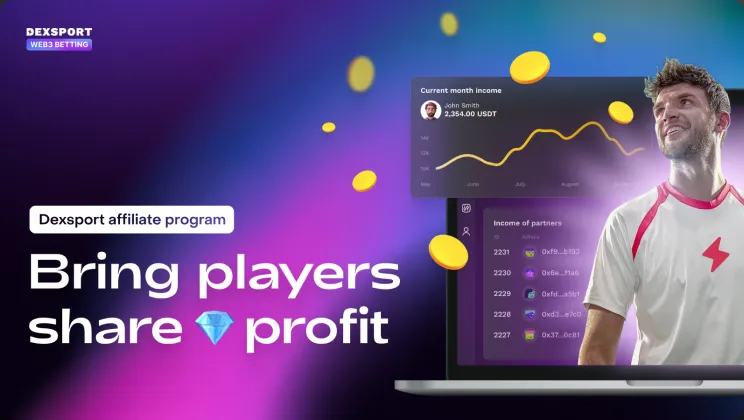 DEXSPORT
WEB3 BETTING
Dexsport affiliate program
Bring players
share 💎 profit
Current month income
John Smith
2,354.00 USDT
14K
12K
10K
May June July August
Income of partners
ID
2231 0xf9...b102
2230 0x6e...f1a6
2229 0xfd...a5b1
2228 0xd3...e7c0
2227 0x37...0c81